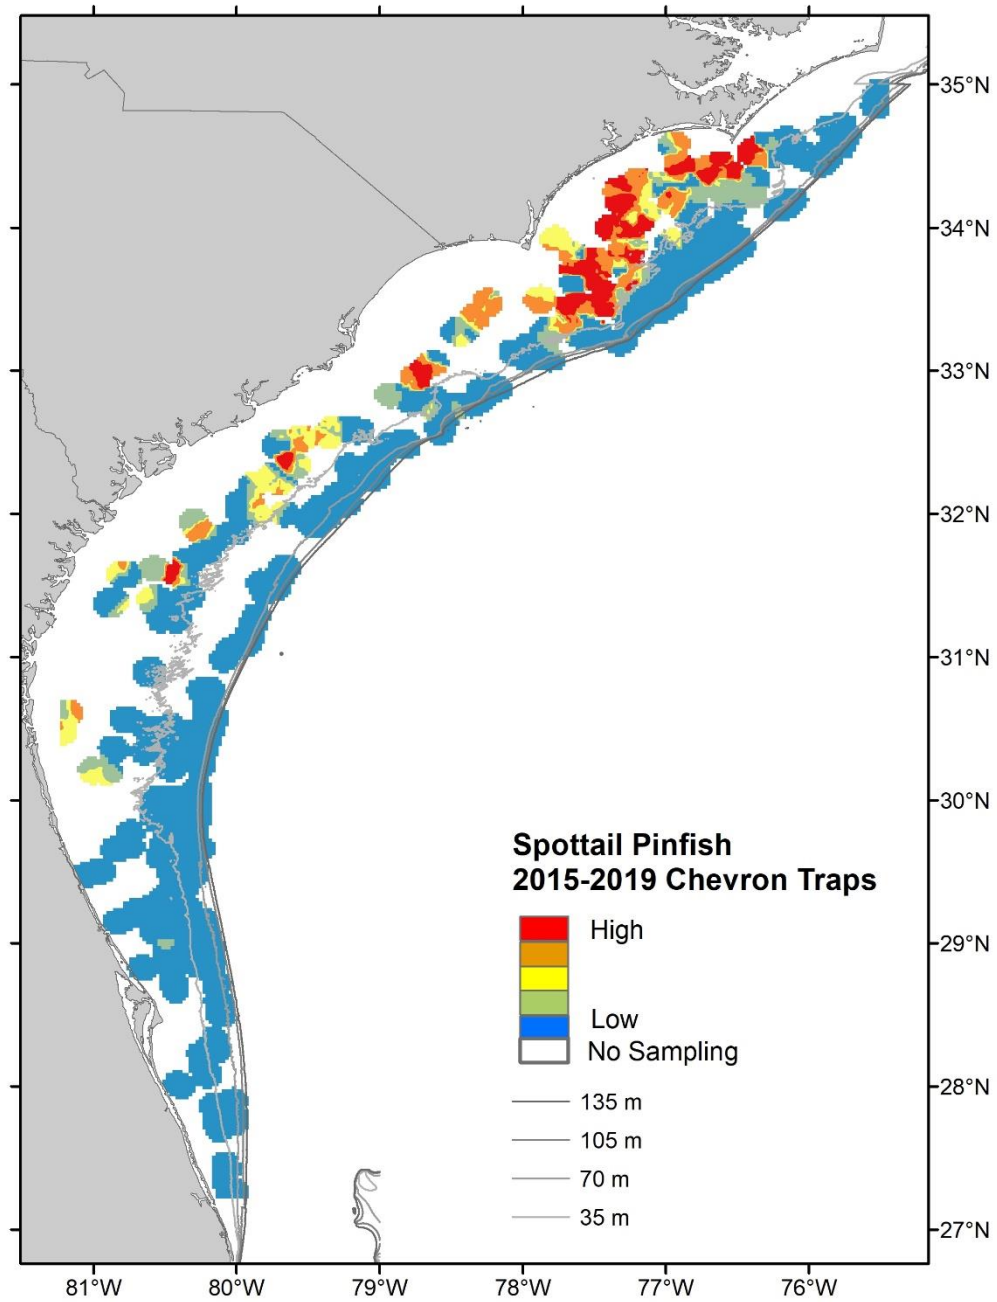 35°N
34°N
33°N
32°N
31°N
30°N
Spottail Pinfish
2015-2019 Chevron Traps
High
29°N
Low
No Sampling
28°N
135 m
105 m
70 m
35 m
27°N
81°W 80°W 79°W 78°W 77°W 76°W